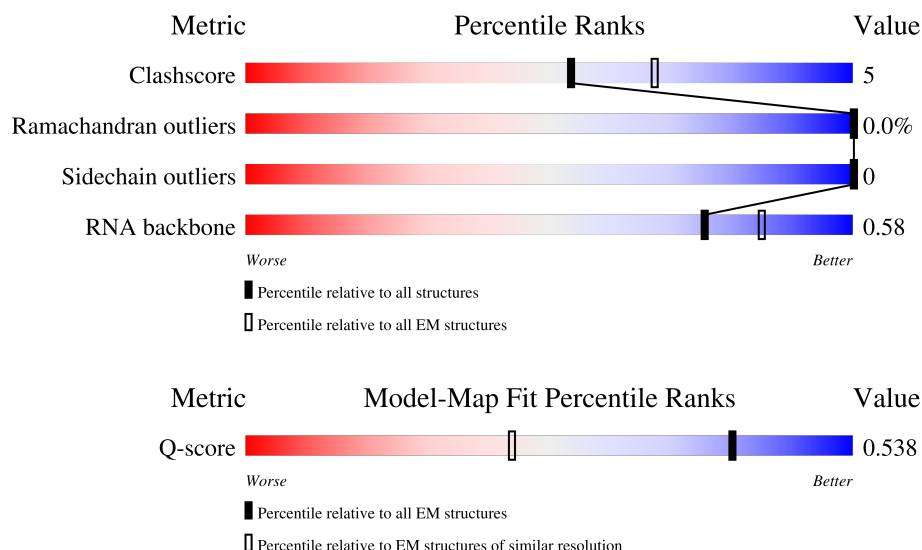 Metric Percentile Ranks Value
Clashscore 5
Ramachandran outliers 0.0%
Sidechain outliers 0
RNA backbone 0.58
Worse Better
Percentile relative to all structures
Percentile relative to all EM structures
Metric Model-Map Fit Percentile Ranks Value
Q-score 0.538
Worse Better
Percentile relative to all EM structures
Percentile relative to EM structures of similar resolution